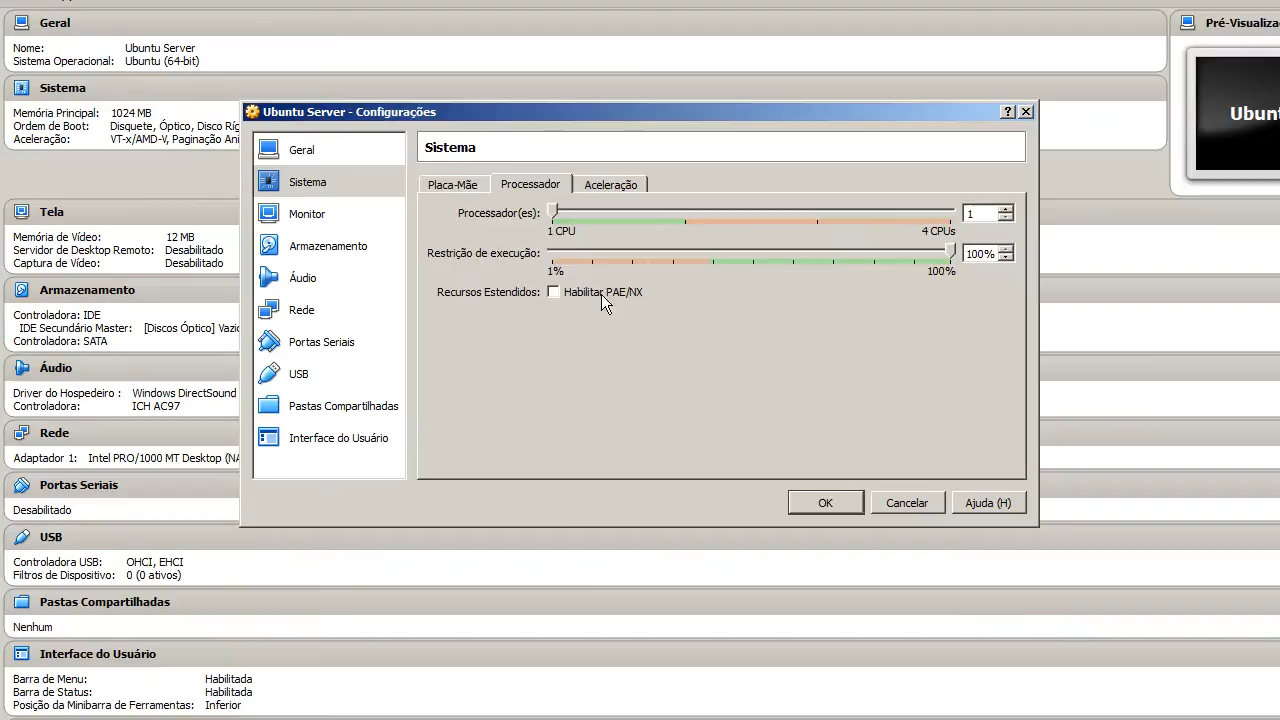 Geral
Pré-Visualiza
Nome: Ubuntu Server
Sistema Operacional: Ubuntu (64-bit)
Sistema
Memória Principal: 1024 MB
Ordem de Boot: Disquete, Óptico, Disco Ríg
Aceleração: VT-x/AMD-V, Paginação Ani
Ubunt
Tela
Memória de Vídeo: 12 MB
Servidor de Desktop Remoto: Desabilitado
Captura de Vídeo: Desabilitado
Armazenamento
Controladora: IDE
IDE Secundário Master: [Discos Óptico] Vazio
Controladora: SATA
Áudio
Driver do Hospedeiro : Windows DirectSound
Controladora: ICH AC97
Rede
Adaptador 1: Intel PRO/1000 MT Desktop (NA
Portas Seriais
Desabilitado
USB
Controladora USB: OHCI, EHCI
Filtros de Dispositivo: 0 (0 ativos)
Pastas Compartilhadas
Nenhum
Interface do Usuário
Barra de Menu: Habilitada
Barra de Status: Habilitada
Posição da Minibarra de Ferramentas: Inferior
Ubuntu Server - Configurações
Geral
Sistema
Monitor
Armazenamento
Áudio
Rede
Portas Seriais
USB
Pastas Compartilhadas
Interface do Usuário
Sistema
Placa-Mãe Processador Aceleração
Processador(es): 1
1 CPU 4 CPUs
Restrição de execução: 100%
1% 100%
Recursos Estendidos: Habilitar PAE/NX
OK Cancelar Ajuda (H)